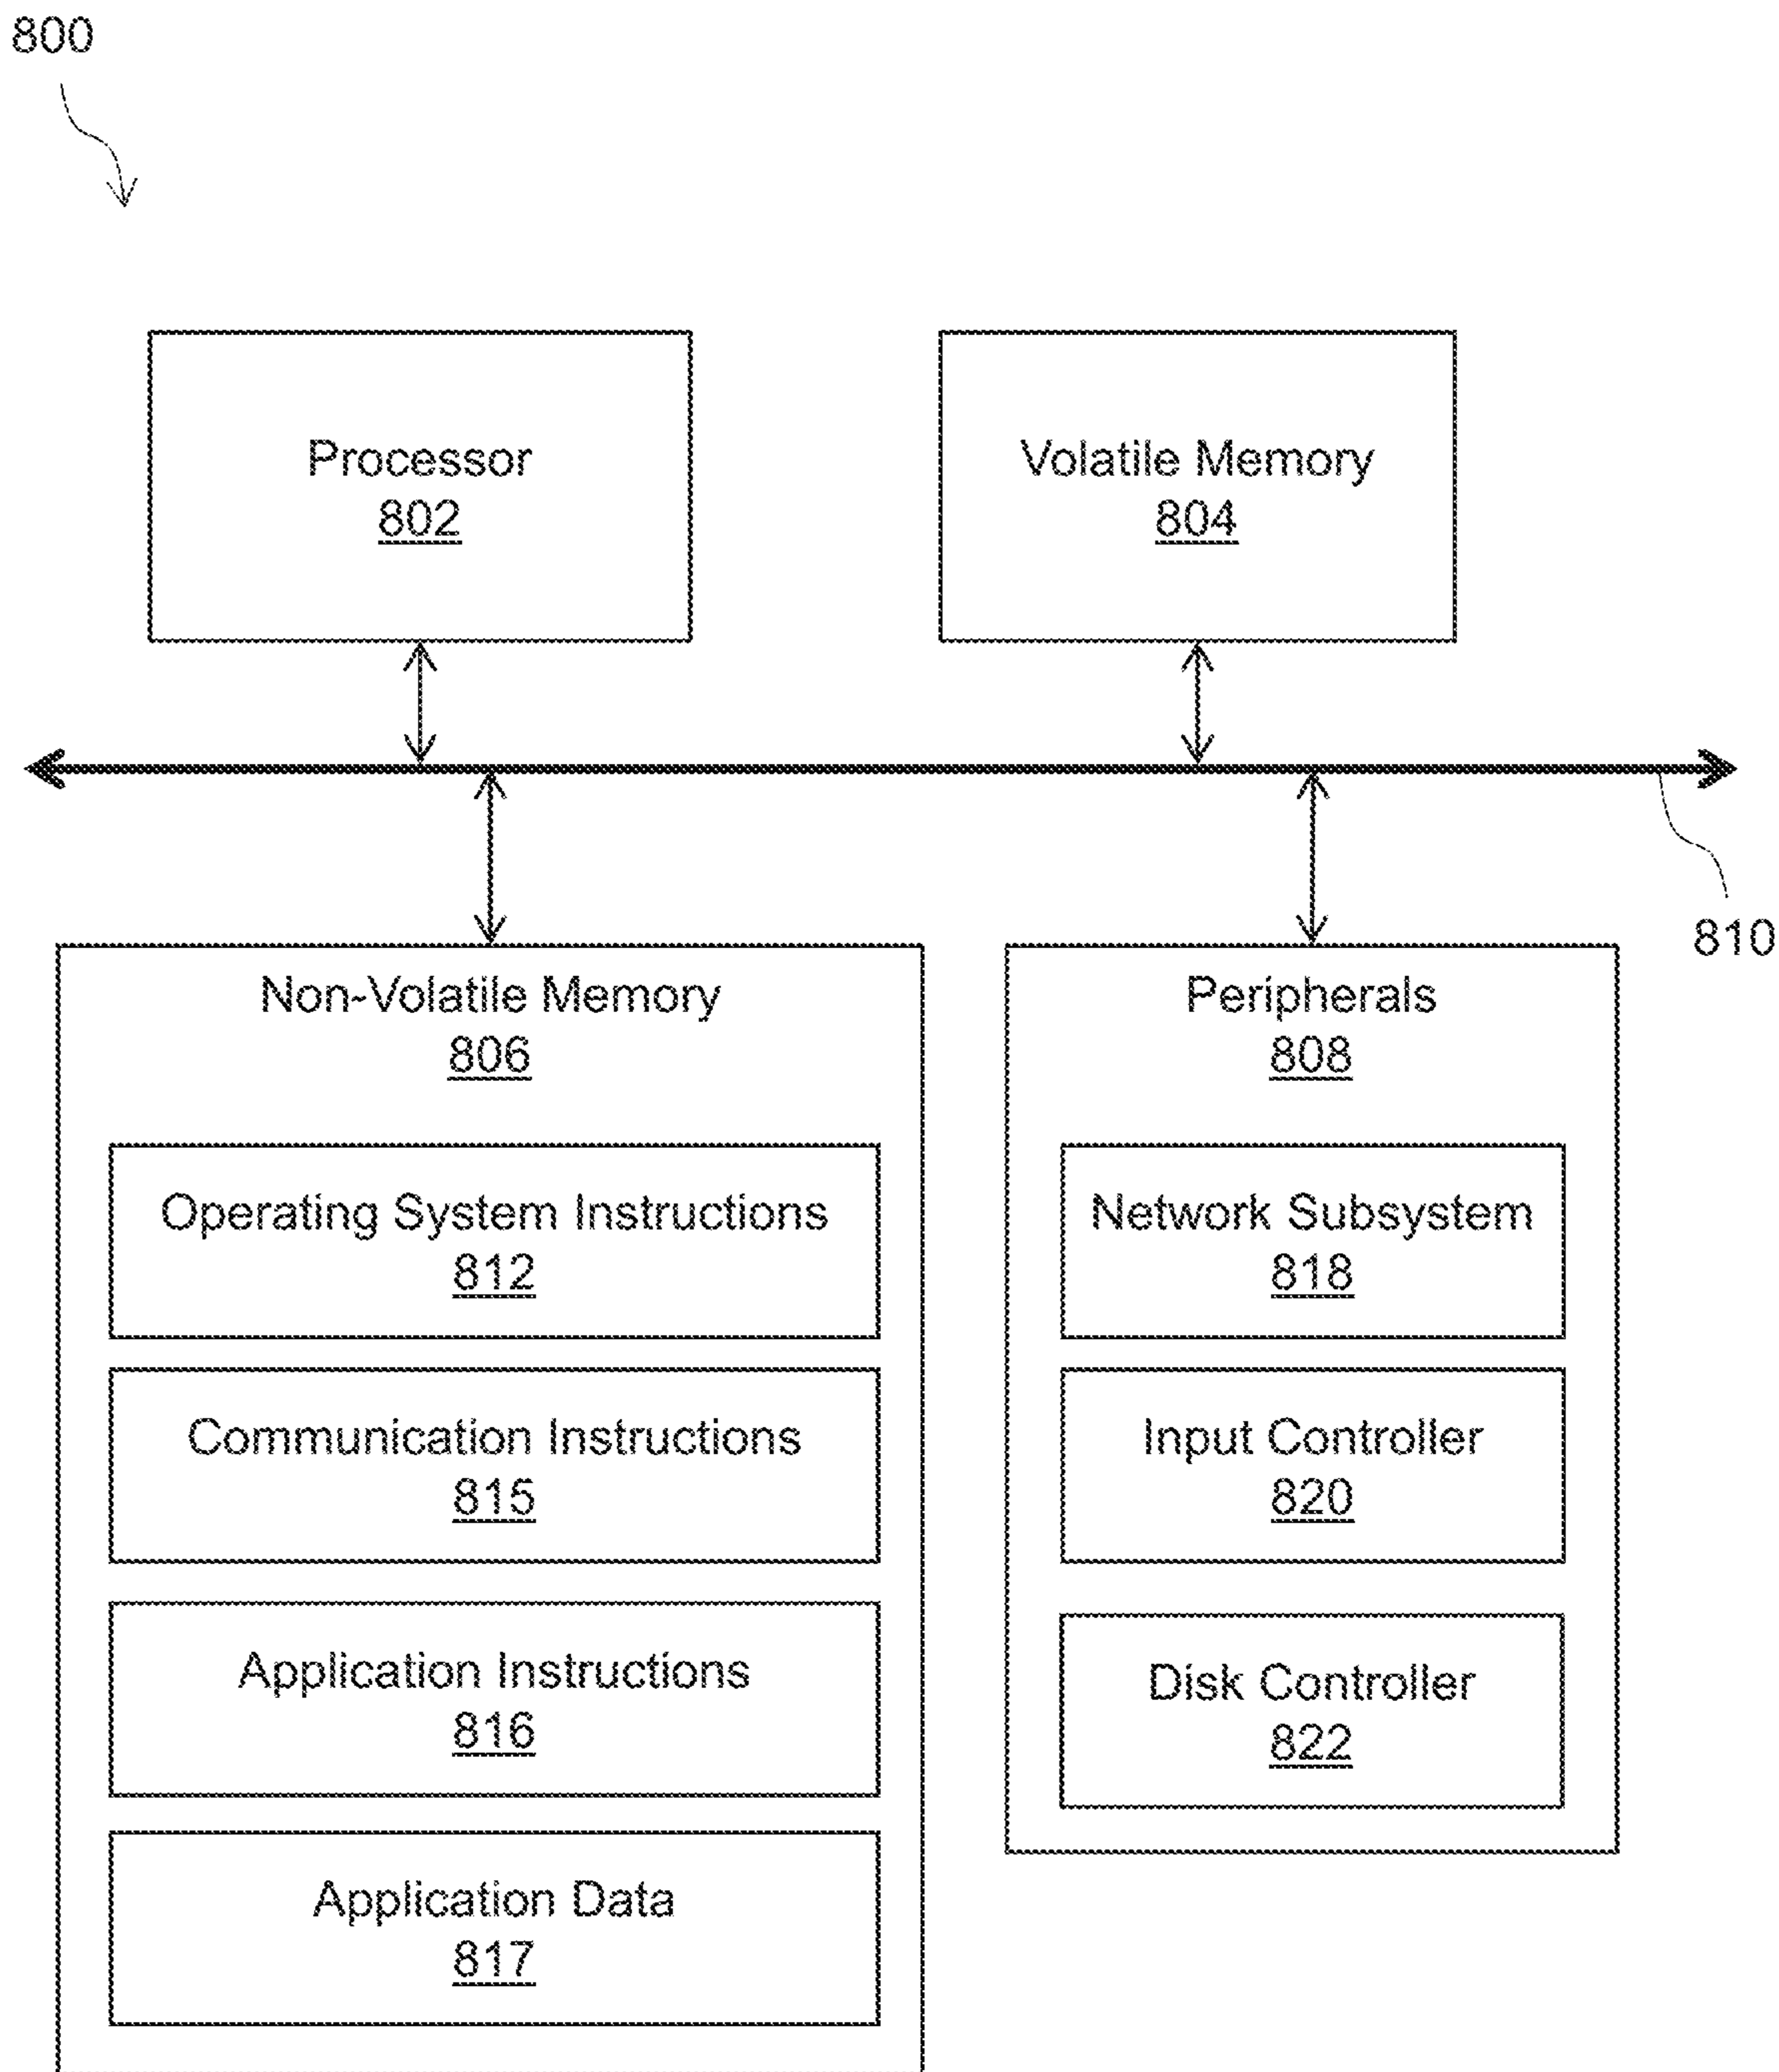 800
Processor
802
Volatile Memory
804
810
Non-Volatile Memory
806
Operating System Instructions
812
Communication Instructions
815
Application Instructions
816
Application Data
817
Peripherals
808
Network Subsystem
818
Input Controller
820
Disk Controller
822